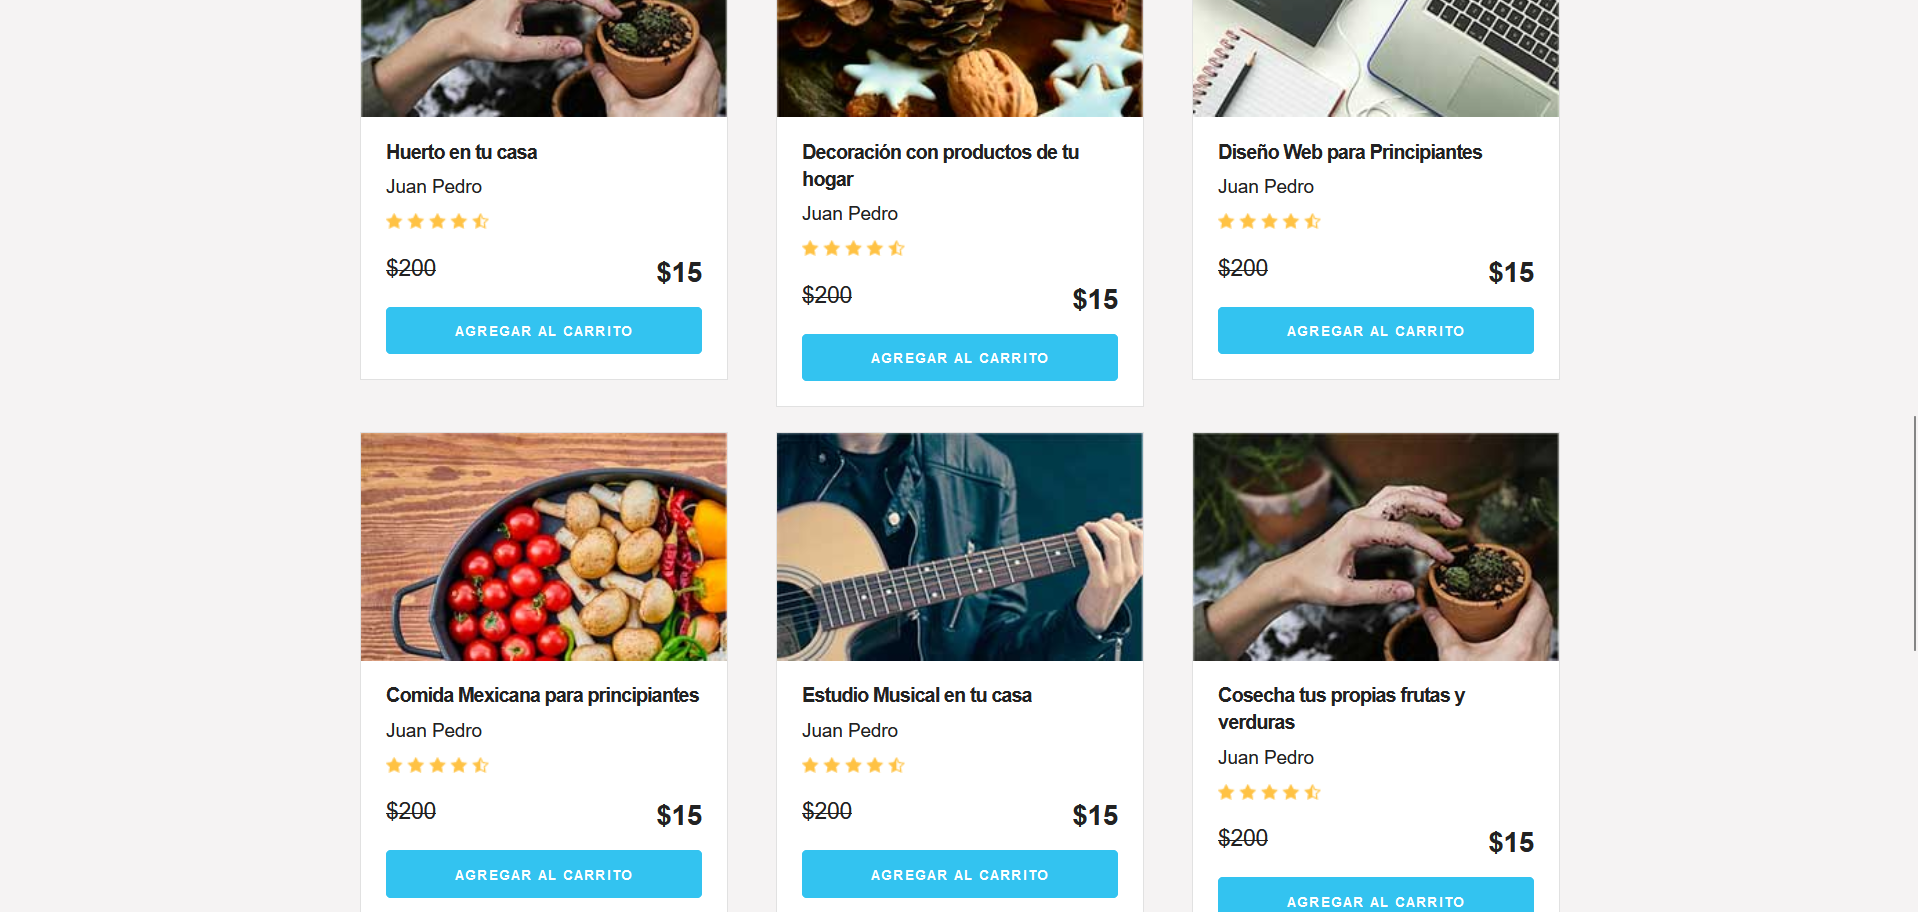 Huerto en tu casa
Juan Pedro
$200
$15
AGREGAR AL CARRITO
Decoración con productos de tu
hogar
Juan Pedro
$200
$15
AGREGAR AL CARRITO
Diseño Web para Principiantes
Juan Pedro
$200
$15
AGREGAR AL CARRITO
Comida Mexicana para principiantes
Juan Pedro
$200
$15
AGREGAR AL CARRITO
Estudio Musical en tu casa
Juan Pedro
$200
$15
AGREGAR AL CARRITO
Cosecha tus propias frutas y
verduras
Juan Pedro
$200
$15
AGREGAR AL CARRITO